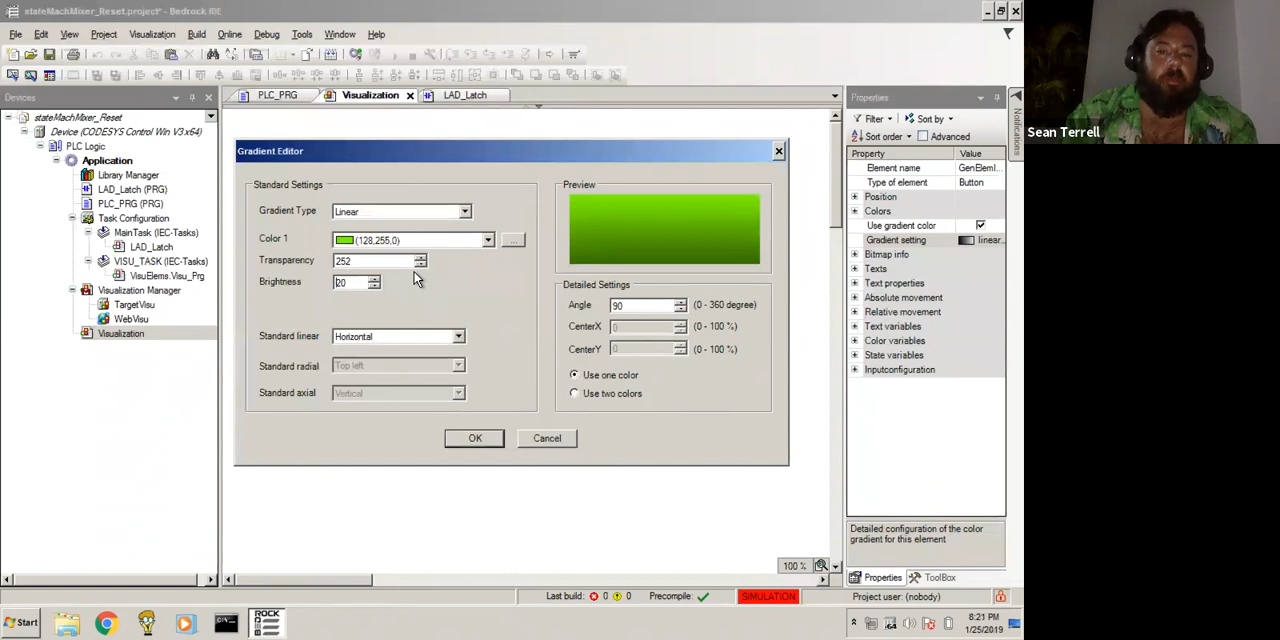 stateMachMixer_Reset.project* - Bedrock IDE
File Edit View Project Visualization Build Online Debug Tools Window Help
Devices
stateMachMixer_Reset
Device (CODESYS Control Win V3 x64)
PLC Logic
Application
Library Manager
LAD_Latch (PRG)
PLC_PRG (PRG)
Task Configuration
MainTask (IEC-Tasks)
LAD_Latch
VISU_TASK (IEC-Tasks)
VisuElems.Visu_Prg
Visualization Manager
TargetVisu
WebVisu
Visualization
PLC_PRG Visualization LAD_Latch
Gradient Editor
Standard Settings
Gradient Type Linear
Color 1 (128,255,0) ...
Transparency 252
Brightness 20
Standard linear Horizontal
Standard radial Top left
Standard axial Vertical
Preview
Detailed Settings
Angle 90 (0 - 360 degree)
CenterX 0 (0 - 100 %)
CenterY 0 (0 - 100 %)
Use one color
Use two colors
OK Cancel
100 %
Properties
Filter Sort by
Sort order Advanced
Property Value
Element name GenElemI...
Type of element Button
Position
Colors
Use gradient color
Gradient setting linear...
Bitmap info
Texts
Text properties
Absolute movement
Relative movement
Text variables
Color variables
State variables
Inputconfiguration
Detailed configuration of the color
gradient for this element
Properties ToolBox
Notifications
Last build: 0 0 Precompile: SIMULATION Project user: (nobody)
Start
ROCK
8:21 PM
1/25/2019
Sean Terrell